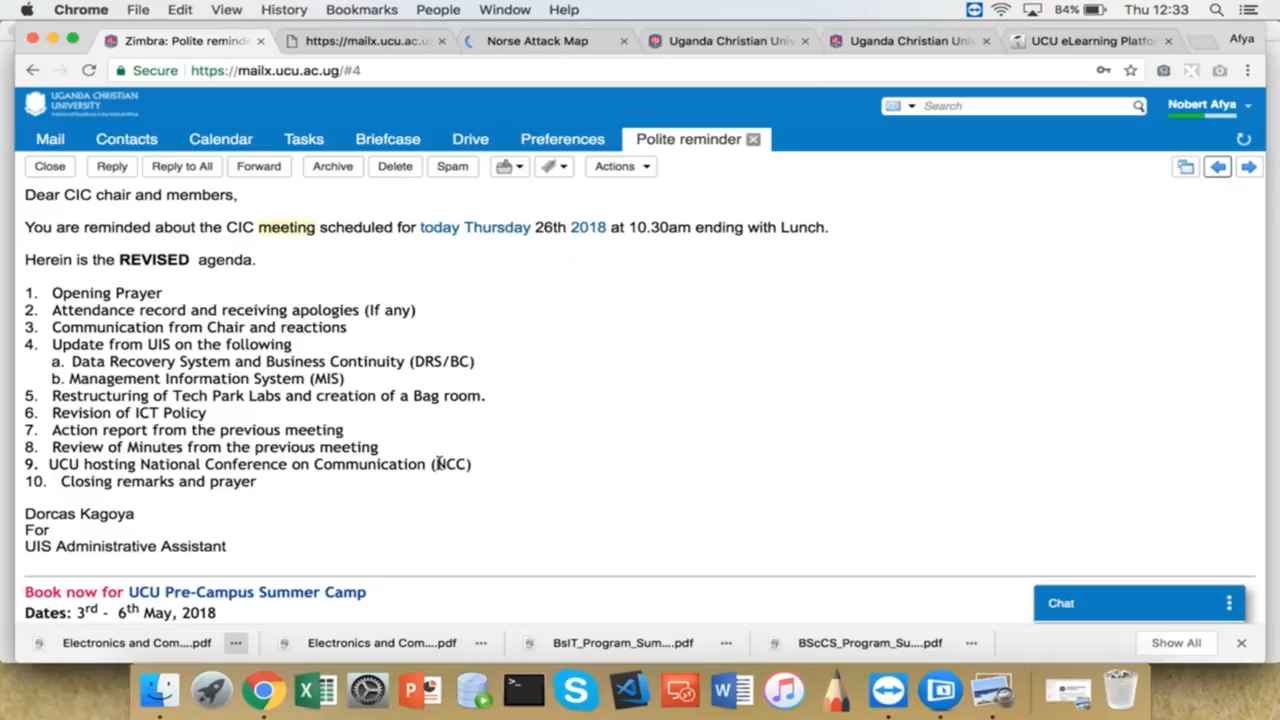 Chrome File Edit View History Bookmarks People Window Help 84% Thu 12:33
Zimbra: Polite reminde https://mailx.ucu.ac.u Norse Attack Map Uganda Christian Univ Uganda Christian Univ UCU eLearning Platfo Afya
Secure https://mailx.ucu.ac.ug/#4
UGANDA CHRISTIAN
UNIVERSITY
Search Nobert Afya
Mail Contacts Calendar Tasks Briefcase Drive Preferences Polite reminder
Close Reply Reply to All Forward Archive Delete Spam Actions
Dear CIC chair and members,
You are reminded about the CIC meeting scheduled for today Thursday 26th 2018 at 10.30am ending with Lunch.
Herein is the REVISED agenda.
1. Opening Prayer
2. Attendance record and receiving apologies (If any)
3. Communication from Chair and reactions
4. Update from UIS on the following
a. Data Recovery System and Business Continuity (DRS/BC)
b. Management Information System (MIS)
5. Restructuring of Tech Park Labs and creation of a Bag room.
6. Revision of ICT Policy
7. Action report from the previous meeting
8. Review of Minutes from the previous meeting
9. UCU hosting National Conference on Communication (NCC)
10. Closing remarks and prayer
Dorcas Kagoya
For
UIS Administrative Assistant
Book now for UCU Pre-Campus Summer Camp
Dates: 3rd - 6th May, 2018
Chat
Electronics and Com....pdf Electronics and Com....pdf BsIT_Program_Sum....pdf BScCS_Program_Su....pdf Show All